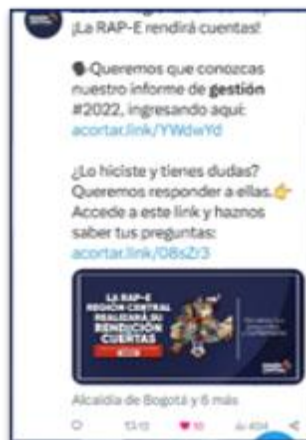 ¡La RAP-E rendirá cuentas!
🗣️Queremos que conozcas
nuestro informe de gestión
#2022, ingresando aquí:
acortar.link/YWdwYd
¿Lo hiciste y tienes dudas?
Queremos responder a ellas.👉
Accede a este link y haznos
saber tus preguntas:
acortar.link/08sZr3
LA RAP-E
REGIÓN CENTRAL
REALIZARÁ SU
RENDICIÓN
CUENTAS
Alcaldía de Bogotá y 6 más